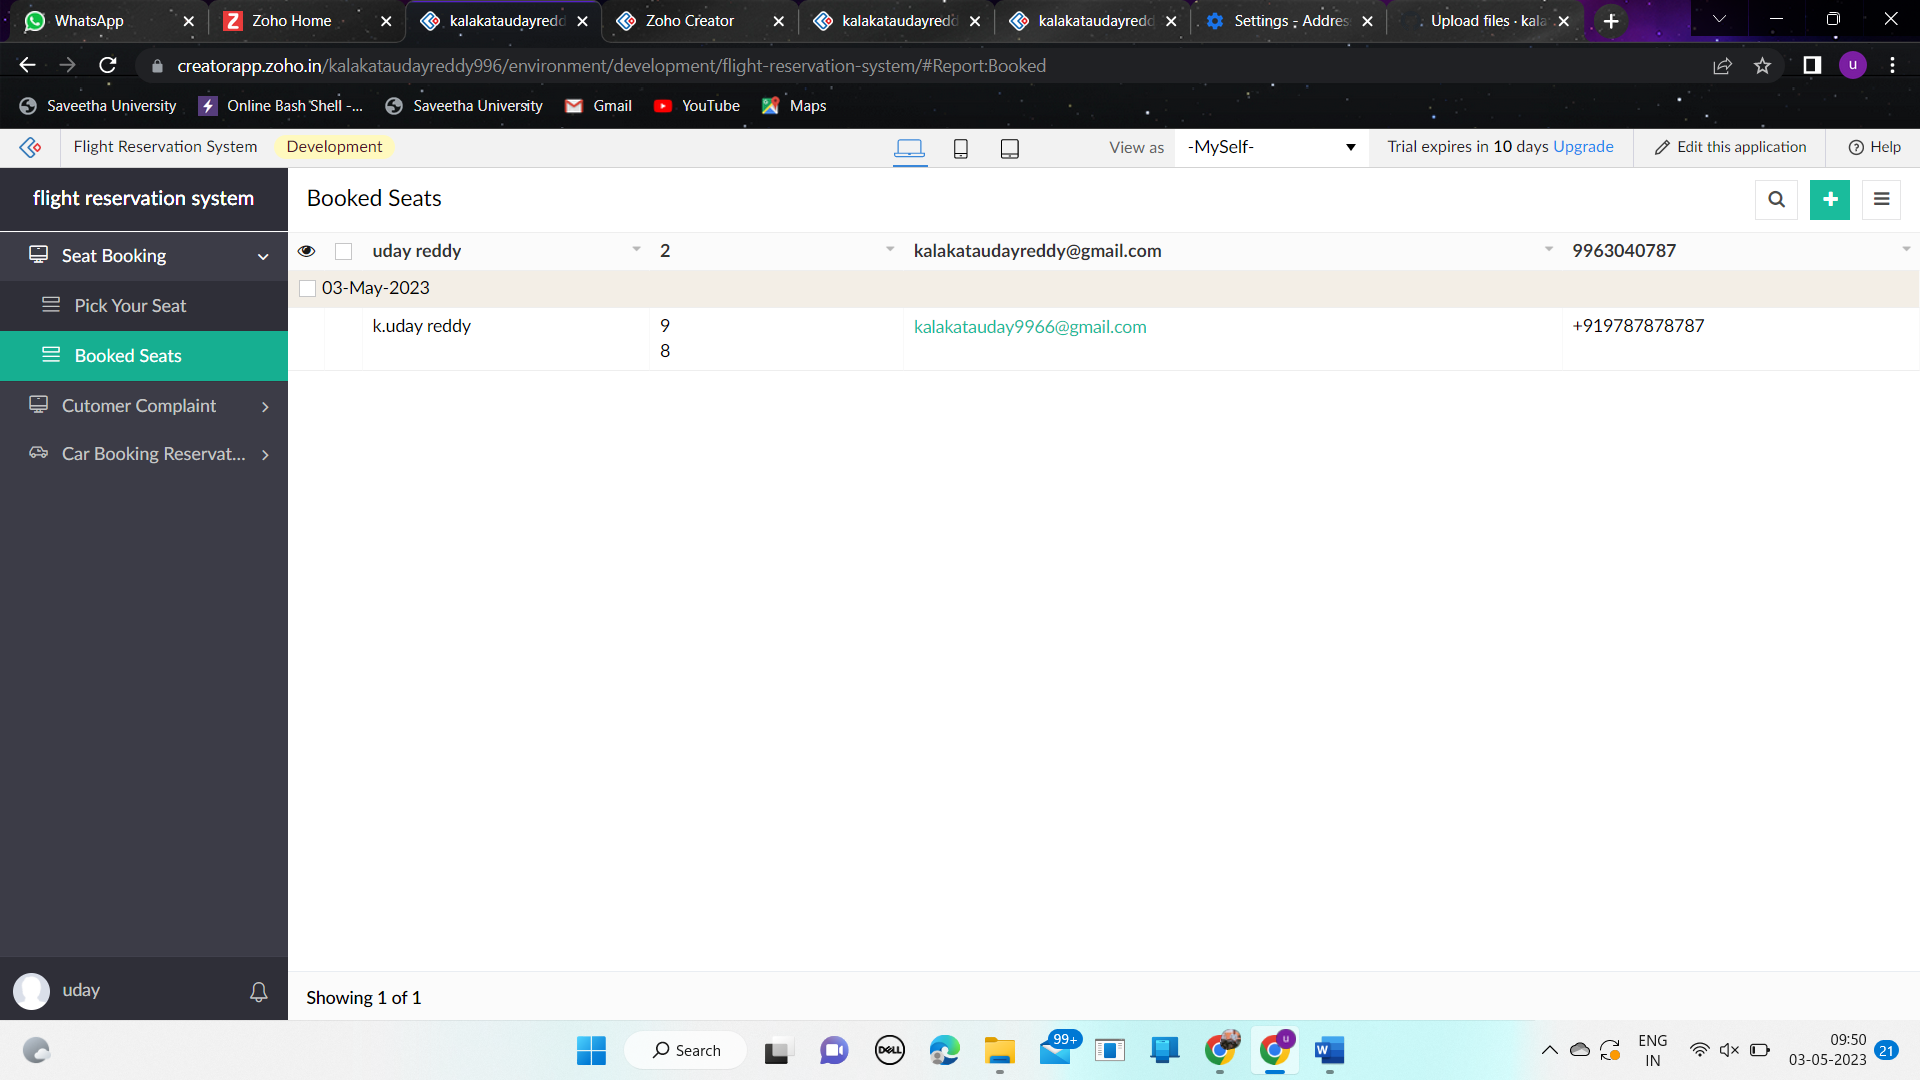 WhatsApp
Zoho Home
kalakataudayredd
Zoho Creator
kalakataudayredd
kalakataudayredd
Settings - Addres
Upload files · kala
creatorapp.zoho.in/kalakataudayreddy996/environment/development/flight-reservation-system/#Report:Booked
u
Saveetha University
Online Bash Shell -...
Saveetha University
Gmail
YouTube
Maps
Flight Reservation System
Development
View as
-MySelf-
Trial expires in 10 days Upgrade
Edit this application
Help
flight reservation system
Booked Seats
Seat Booking
Pick Your Seat
Booked Seats
Cutomer Complaint
Car Booking Reservat...
uday reddy
2
kalakataudayreddy@gmail.com
9963040787
03-May-2023
k.uday reddy
9
8
kalakatauday9966@gmail.com
+919787878787
uday
Showing 1 of 1
Search
DELL
99+
u
W
ENG
IN
09:50
03-05-2023
21